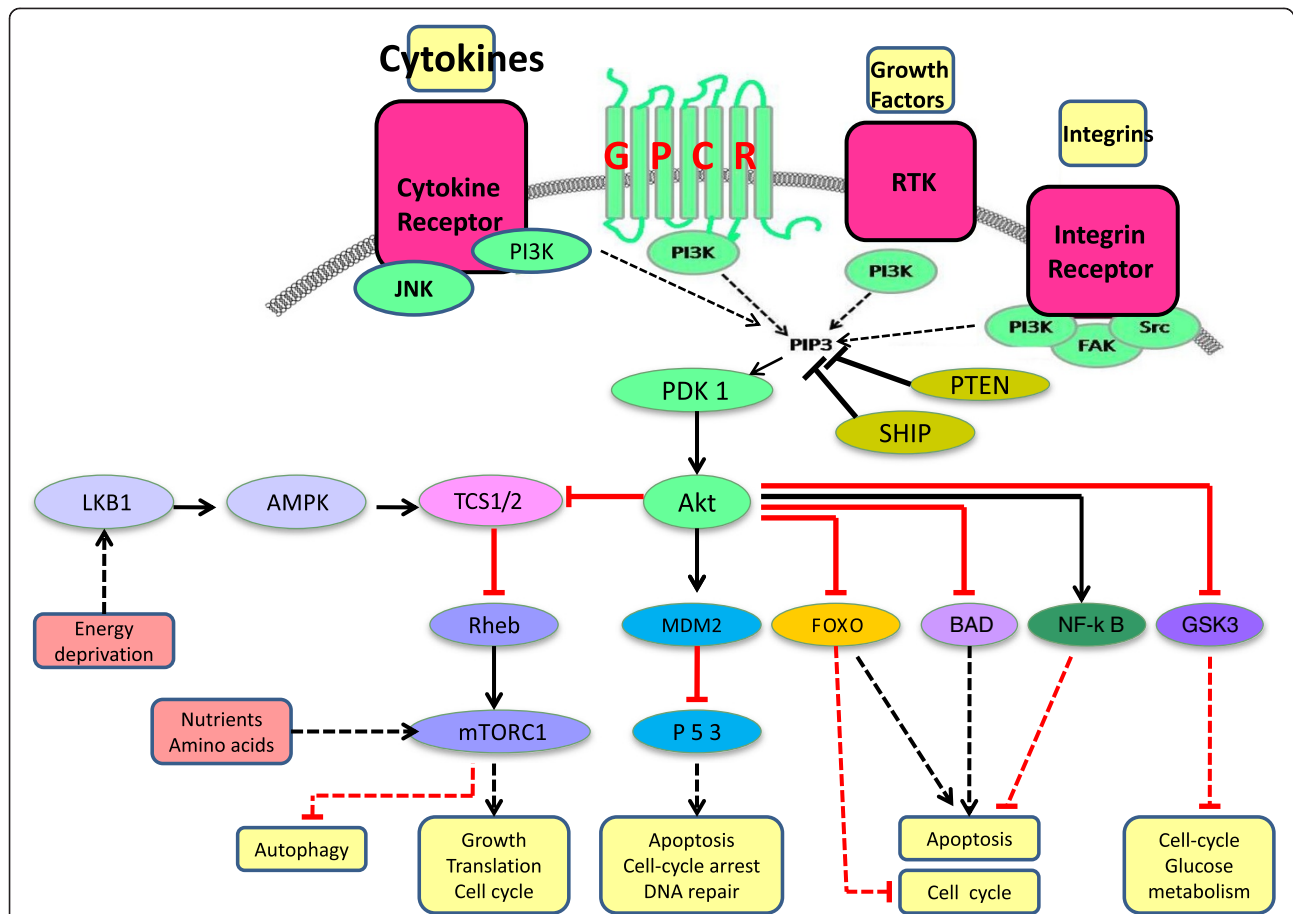 Cytokines
Growth
Factors
Integrins
G P C R
RTK
Cytokine
Receptor
Integrin
Receptor
PI3K
PI3K
PI3K
JNK
PI3K
Src
FAK
PIP3
PDK 1
PTEN
SHIP
LKB1
AMPK
TCS1/2
Akt
Energy
deprivation
Rheb
MDM2
FOXO
BAD
NF-k B
GSK3
Nutrients
Amino acids
mTORC1
P 5 3
Autophagy
Growth
Translation
Cell cycle
Apoptosis
Cell-cycle arrest
DNA repair
Apoptosis
Cell cycle
Cell-cycle
Glucose
metabolism